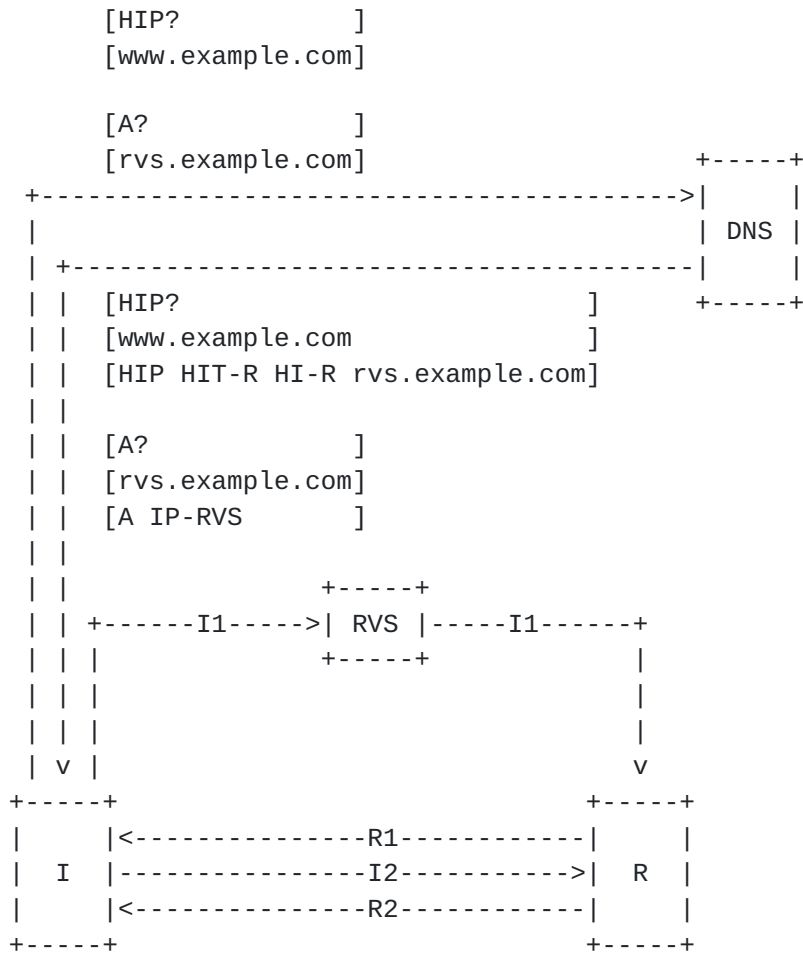 [HIP? ]
[www.example.com]
[A? ]
[rvs.example.com]
DNS
[HIP? ]
[www.example.com ]
[HIP HIT-R HI-R rvs.example.com]
[A? ]
[rvs.example.com]
[A IP-RVS ]
I1 RVS I1
R1
I I2 R
R2